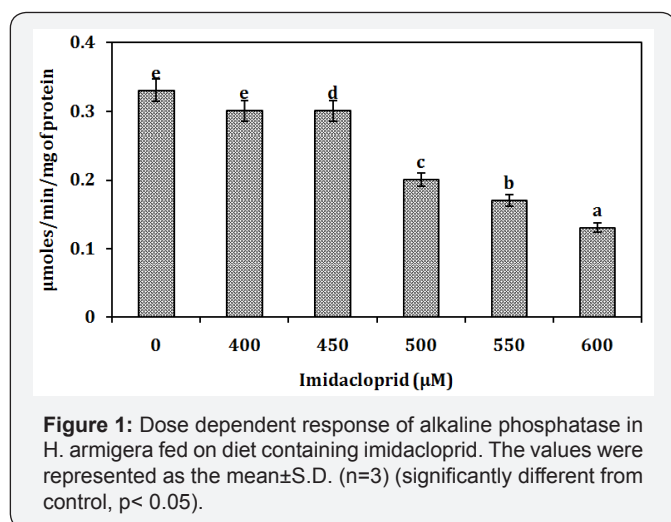 0.4
0.3
0.2
0.1
0
µmoles/min/mg of protein
e
e
d
c
b
a
0 400 450 500 550 600
Imidacloprid (µM)
Figure 1: Dose dependent response of alkaline phosphatase in
H. armigera fed on diet containing imidacloprid. The values were
represented as the mean±S.D. (n=3) (significantly different from
control, p< 0.05).